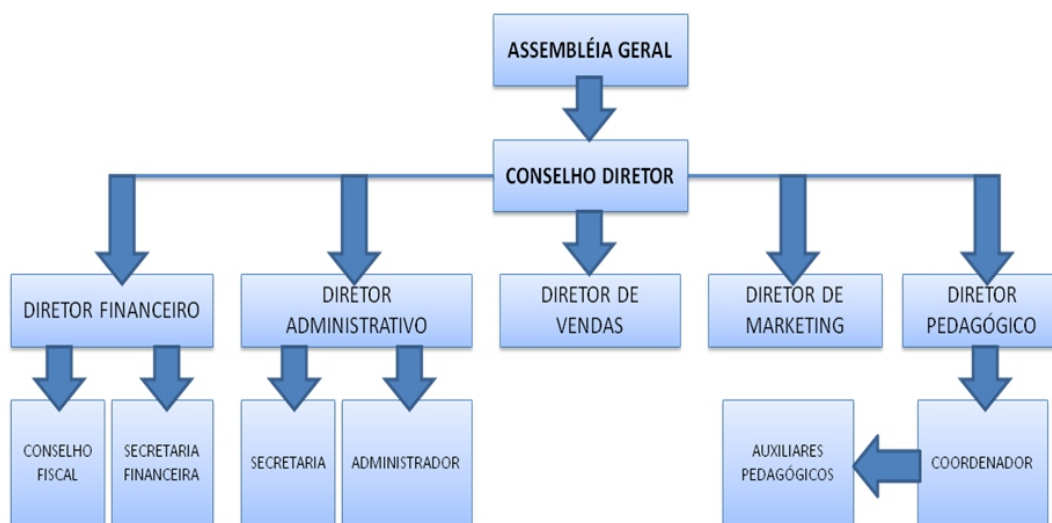 ASSEMBLÉIA GERAL
CONSELHO DIRETOR
DIRETOR FINANCEIRO
DIRETOR
ADMINISTRATIVO
DIRETOR DE
VENDAS
DIRETOR DE
MARKETING
DIRETOR
PEDAGÓGICO
CONSELHO
FISCAL
SECRETARIA
FINANCEIRA
SECRETARIA
ADMINISTRADOR
AUXILIARES
PEDAGÓGICOS
COORDENADOR